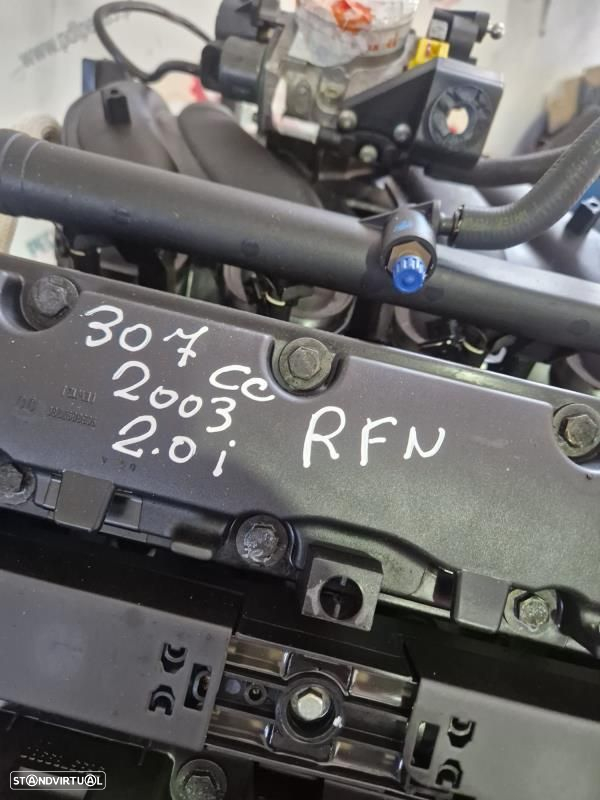 307 cc
2003
2.0i RFN
STANDVIRTUAL